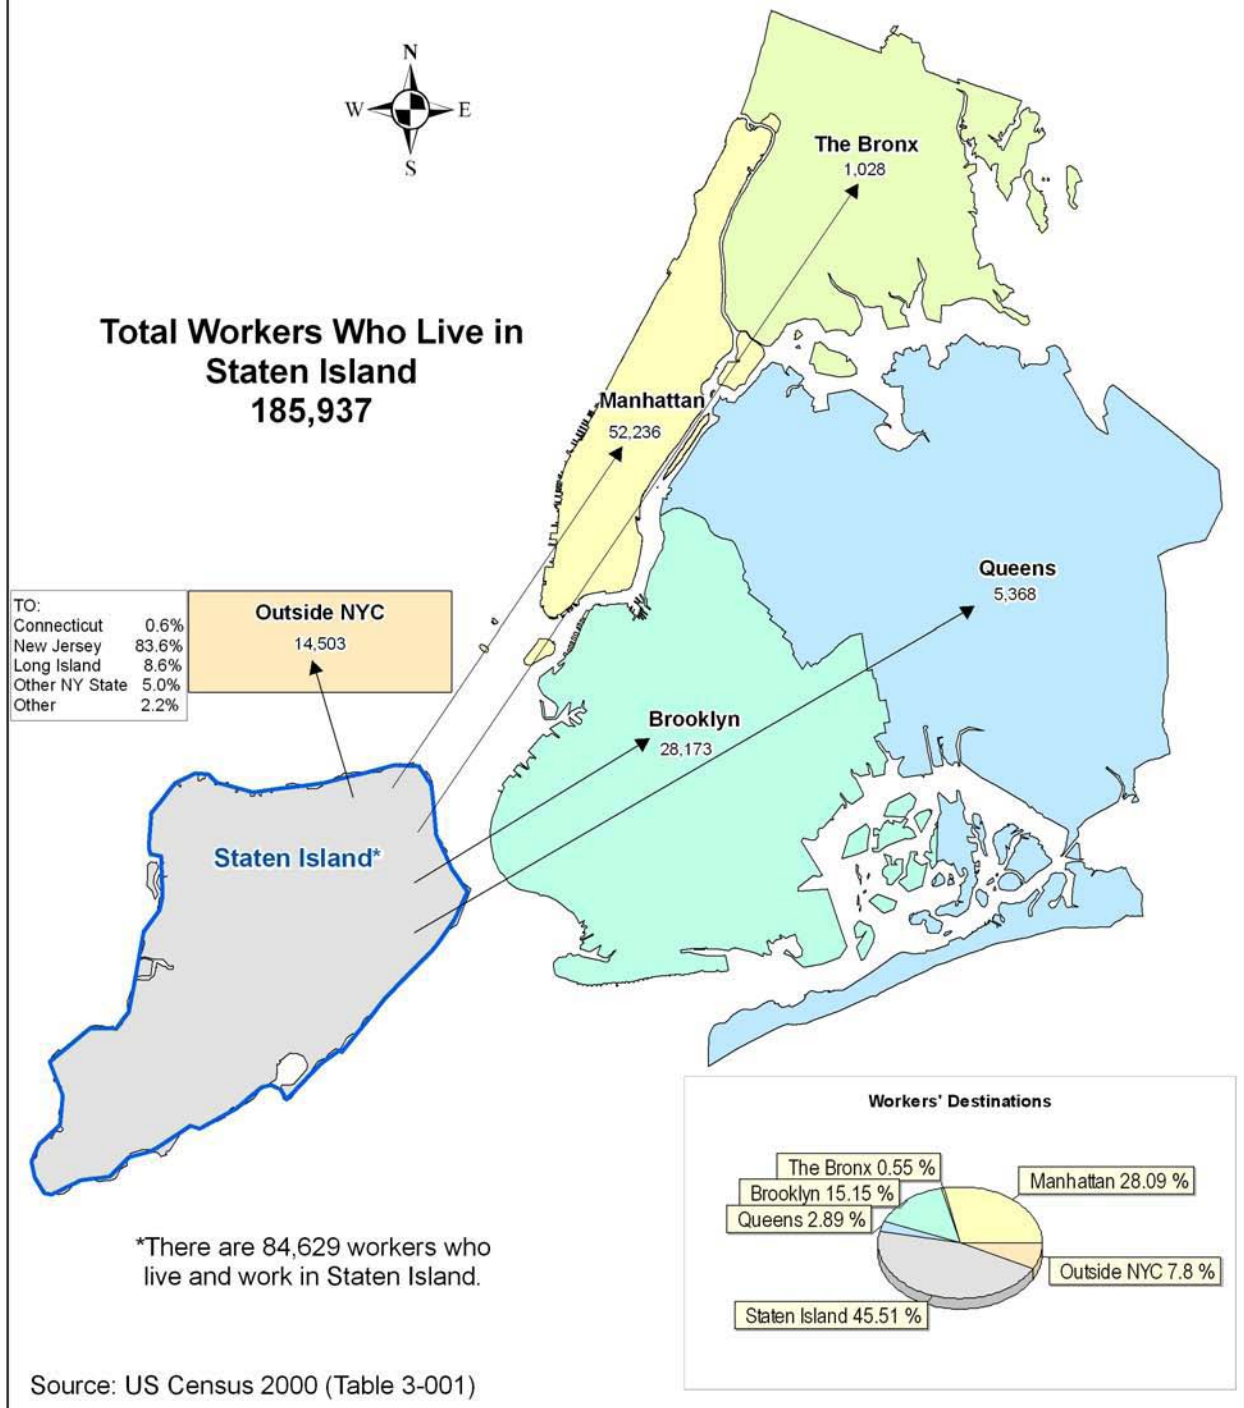 N
W E
S
The Bronx
1,028
Total Workers Who Live in
Staten Island
185,937
Manhattan
52,236
Queens
5,368
TO:
Connecticut 0.6%
New Jersey 83.6%
Long Island 8.6%
Other NY State 5.0%
Other 2.2%
Outside NYC
14,503
Brooklyn
28,173
Staten Island*
Workers' Destinations
The Bronx 0.55 %
Manhattan 28.09 %
Brooklyn 15.15 %
Queens 2.89 %
Outside NYC 7.8 %
Staten Island 45.51 %
*There are 84,629 workers who
live and work in Staten Island.
Source: US Census 2000 (Table 3-001)